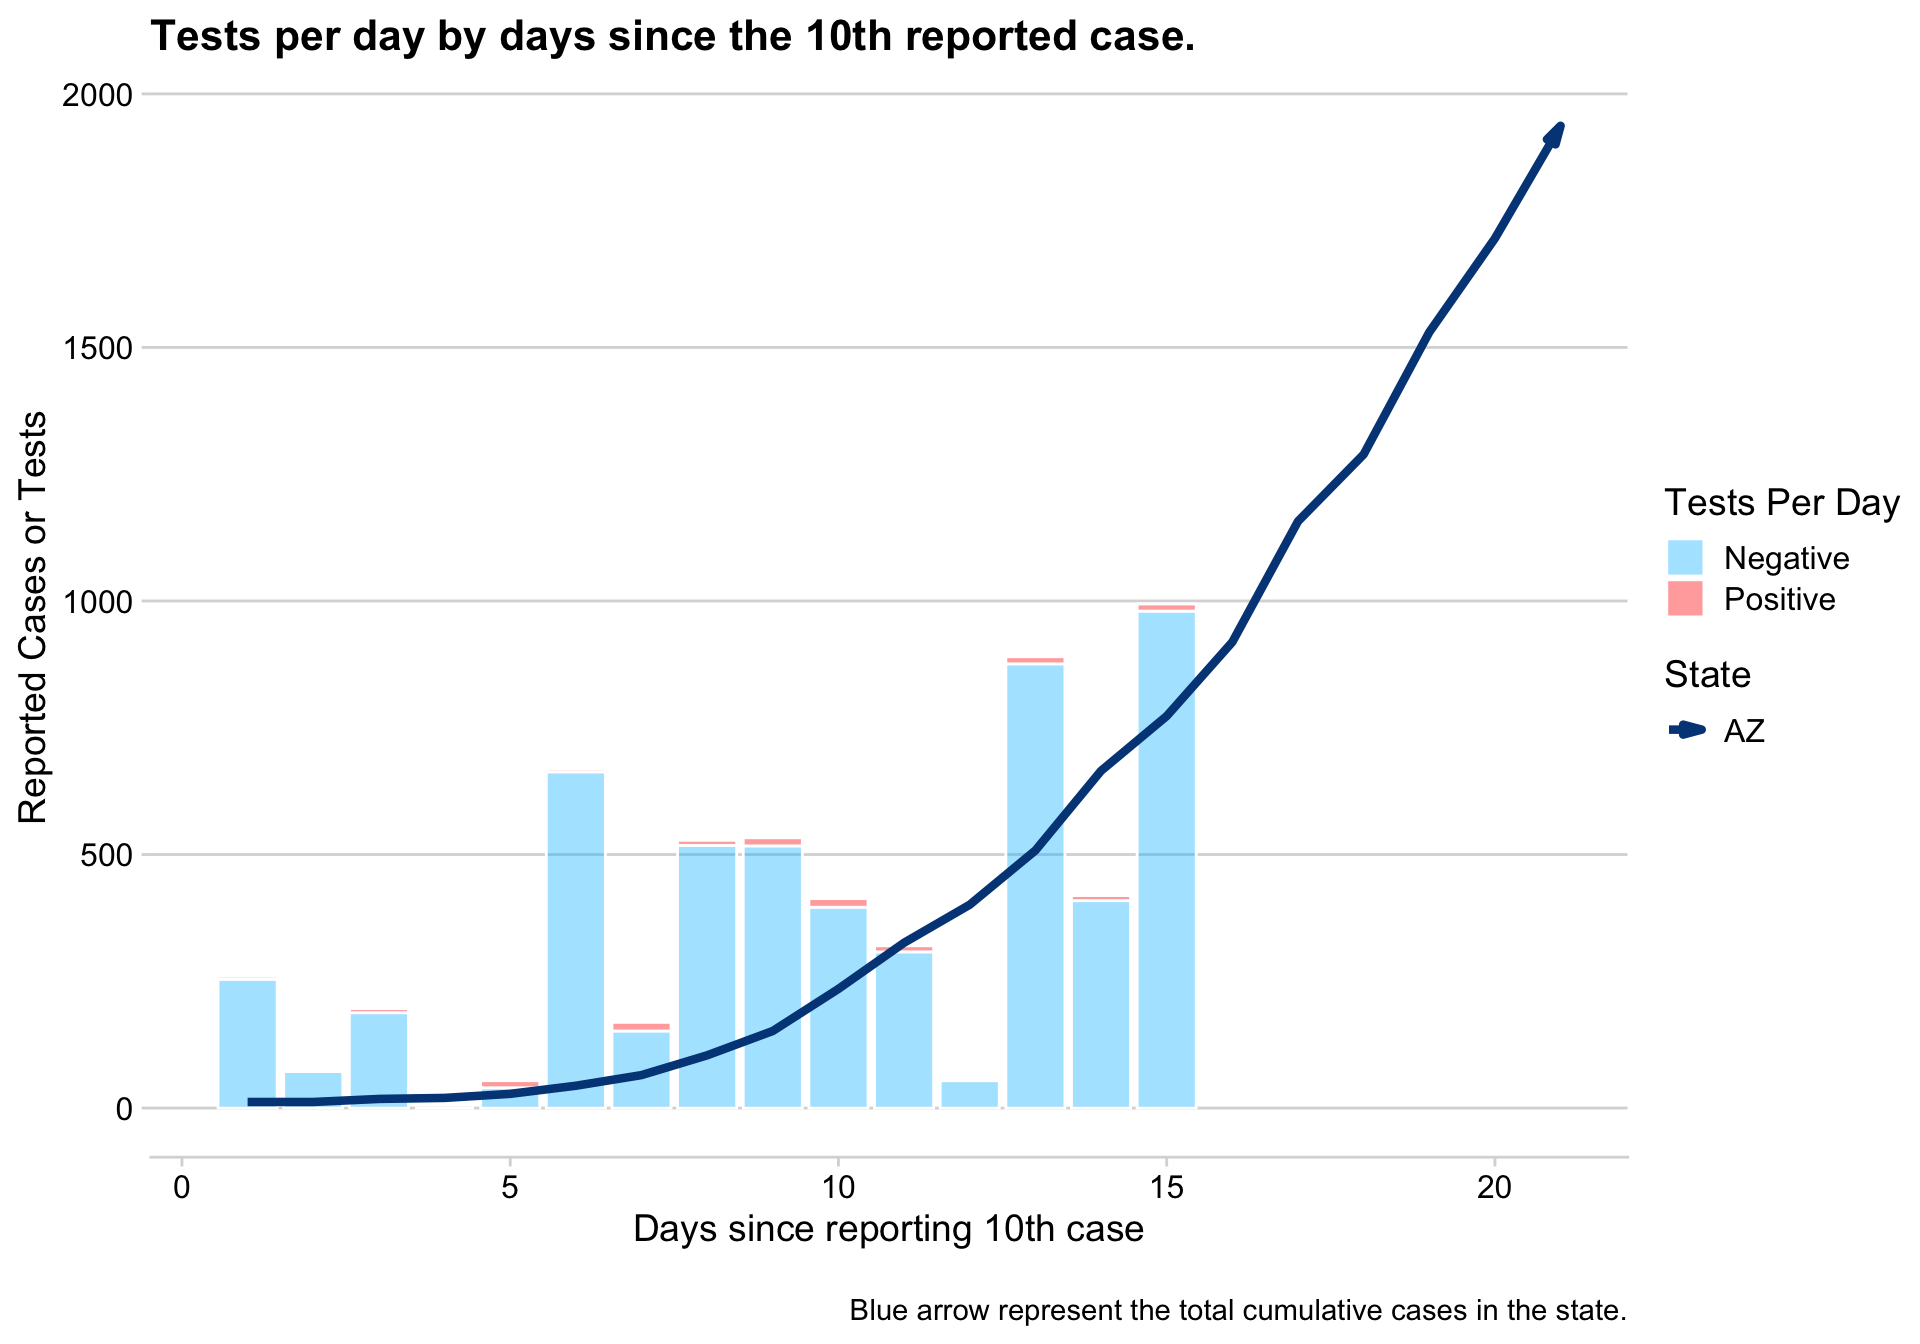 Tests per day by days since the 10th reported case.
2000
1500
1000
500
0
Reported Cases or Tests
0 5 10 15 20
Days since reporting 10th case
Tests Per Day
Negative
Positive
State
AZ
Blue arrow represent the total cumulative cases in the state.